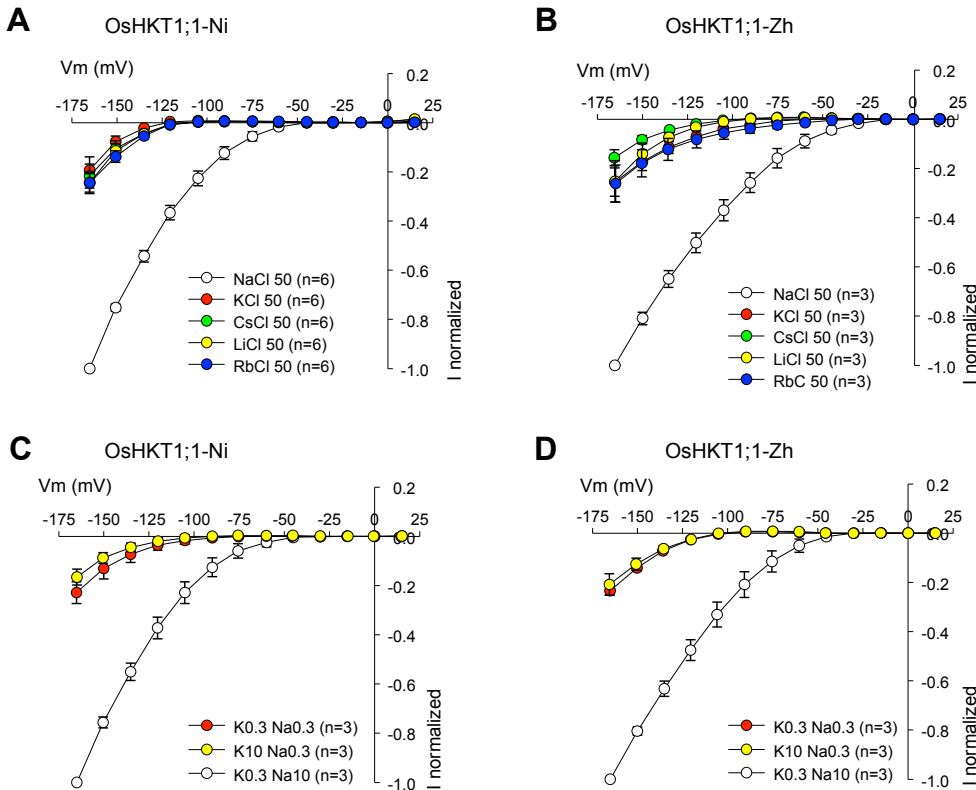 A
OsHKT1;1-Ni
Vm (mV)
-175 -150 -125 -100 -75 -50 -25 0 25
0.2
-0.2
-0.4
-0.6
-0.8
-1.0
I normalized
NaCl 50 (n=6)
KCl 50 (n=6)
CsCl 50 (n=6)
LiCl 50 (n=6)
RbCl 50 (n=6)
B
OsHKT1;1-Zh
Vm (mV)
-175 -150 -125 -100 -75 -50 -25 0 25
0.2
0.0
-0.2
-0.4
-0.6
-0.8
-1.0
I normalized
NaCl 50 (n=3)
KCl 50 (n=3)
CsCl 50 (n=3)
LiCl 50 (n=3)
RbC 50 (n=3)
C
OsHKT1;1-Ni
Vm (mV)
-175 -150 -125 -100 -75 -50 -25 0 25
0.2
-0.2
-0.4
-0.6
-0.8
-1.0
I normalized
K0.3 Na0.3 (n=3)
K10 Na0.3 (n=3)
K0.3 Na10 (n=3)
D
OsHKT1;1-Zh
Vm (mV)
-175 -150 -125 -100 -75 -50 -25 0 25
0.2
0.0
-0.2
-0.4
-0.6
-0.8
-1.0
I normalized
K0.3 Na0.3 (n=3)
K10 Na0.3 (n=3)
K0.3 Na10 (n=3)